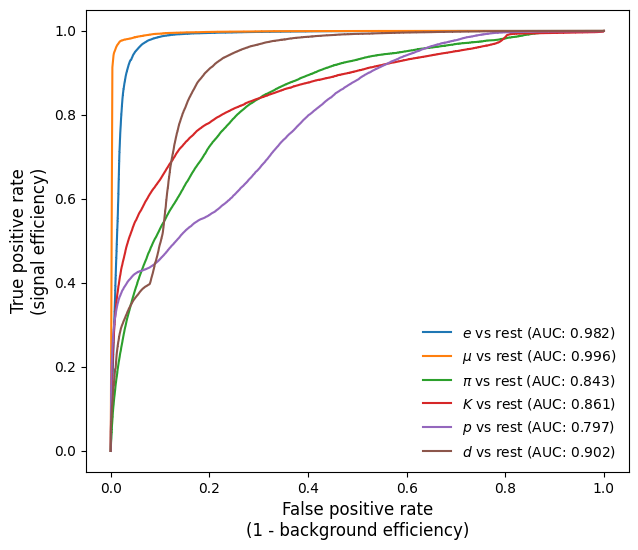 1.0
0.8
0.6
0.4
0.2
0.0
True positive rate
(signal efficiency)
e vs rest (AUC: 0.982)
μ vs rest (AUC: 0.996)
π vs rest (AUC: 0.843)
K vs rest (AUC: 0.861)
p vs rest (AUC: 0.797)
d vs rest (AUC: 0.902)
0.0 0.2 0.4 0.6 0.8 1.0
False positive rate
(1 - background efficiency)